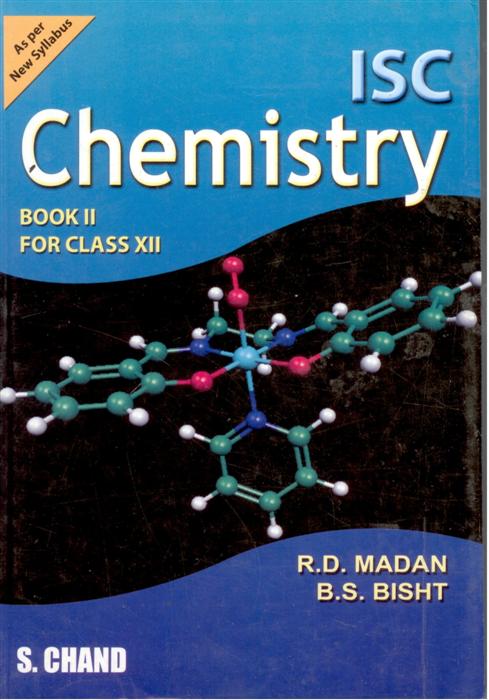 As per
New Syllabus
ISC
Chemistry
BOOK II
FOR CLASS XII
R.D. MADAN
B.S. BISHT
S. CHAND